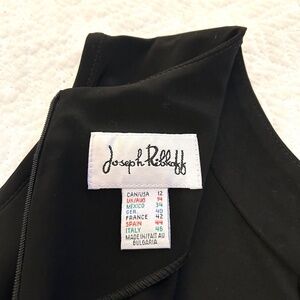 Joseph Ribkoff
CAN/USA 12
UK/AUS 14
MEXICO 34
GER. 40
FRANCE 42
SPAIN 44
ITALY 46
MADE IN/FAIT AU
BULGARIA